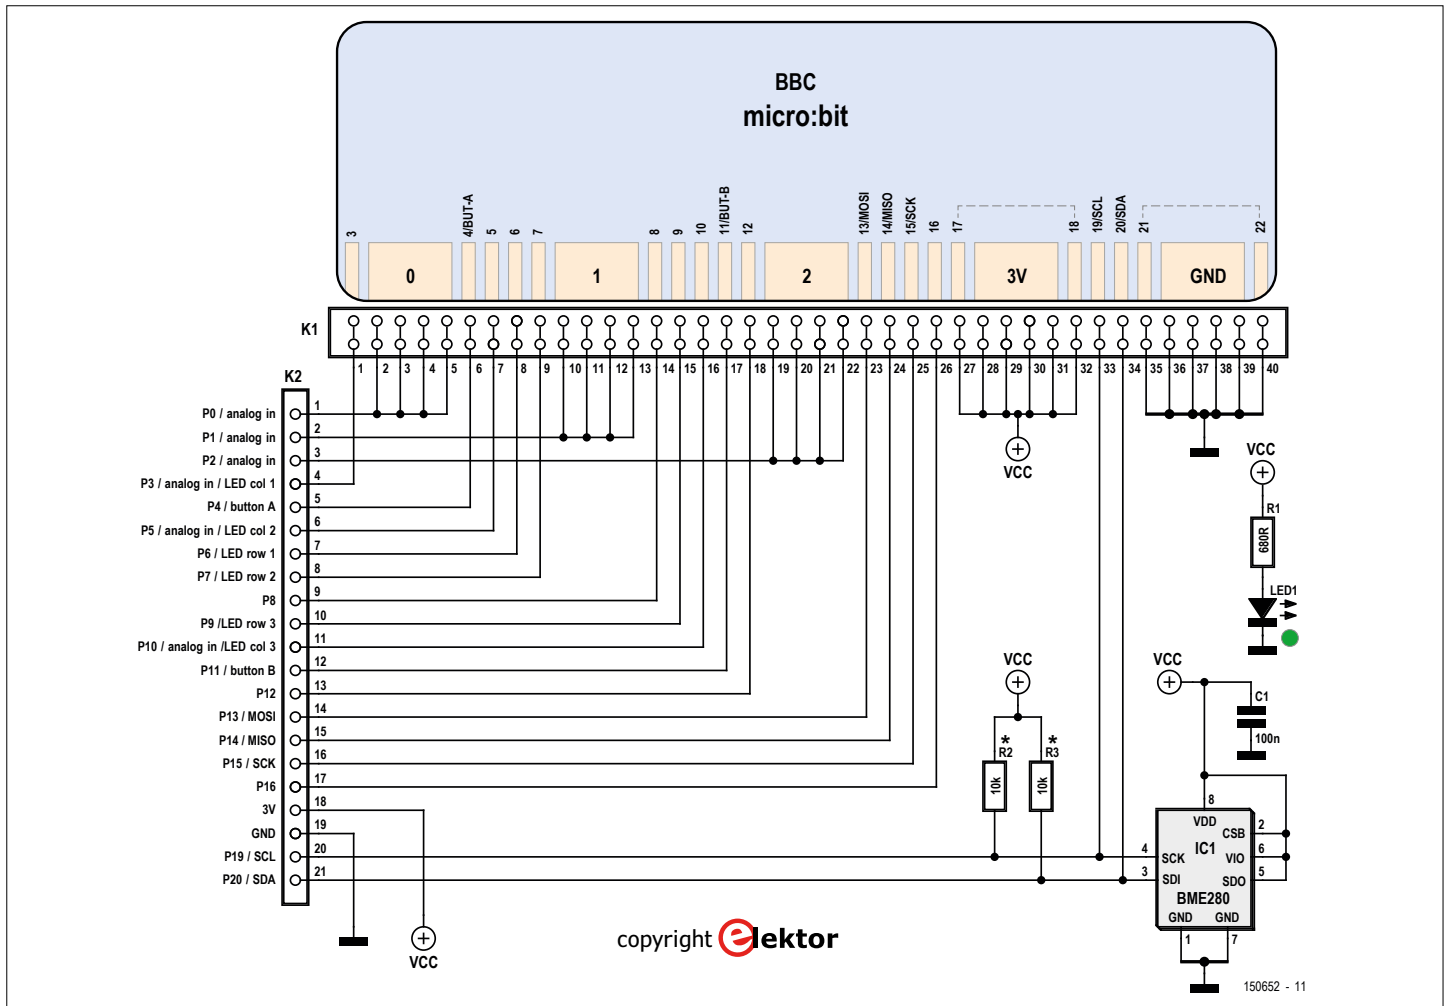 BBC
micro:bit
3
4/BUT-A
5
6
7
8
9
10
11/BUT-B
12
13/MOSI
14/MISO
15/SCK
16
17
18
19/SCL
20/SDA
21
22
0
1
2
3V
GND
K1
1 2 3 4 5 6 7 8 9 10 11 12 13 14 15 16 17 18 19 20 21 22 23 24 25 26 27 28 29 30 31 32 33 34 35 36 37 38 39 40
K2
P0 / analog in 1
P1 / analog in 2
P2 / analog in 3
P3 / analog in / LED col 1 4
P4 / button A 5
P5 / analog in / LED col 2 6
P6 / LED row 1 7
P7 / LED row 2 8
P8 9
P9 /LED row 3 10
P10 / analog in /LED col 3 11
P11 / button B 12
P12 13
P13 / MOSI 14
P14 / MISO 15
P15 / SCK 16
P16 17
3V 18
GND 19
P19 / SCL 20
P20 / SDA 21
VCC
VCC
VCC
R1
680R
LED1
VCC
*
R2
10k
*
R3
10k
VCC
C1
100n
8
VDD
CSB 2
IC1
4 SCK
VIO 6
3 SDI
SDO 5
BME280
GND GND
1 7
copyright elektor
150652 - 11